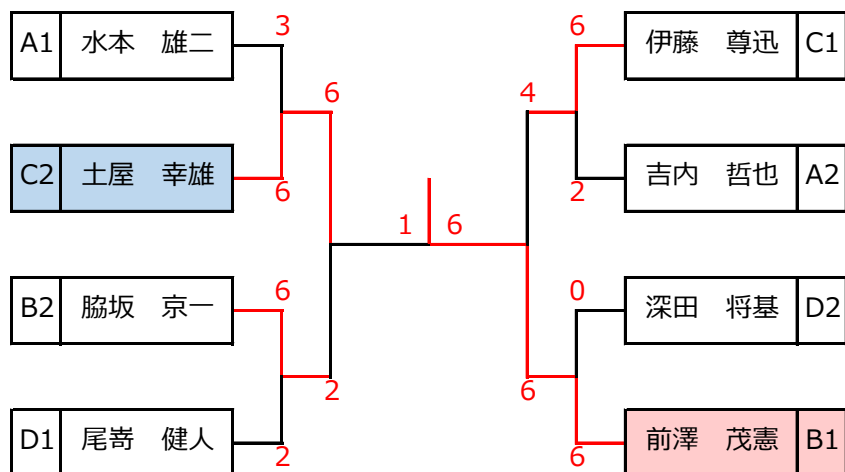 3
6
A1 水本　雄二
伊藤　尊迅 C1
6
4
C2 土屋　幸雄
吉内　哲也 A2
6
2
1 6
6
0
B2 脇坂　京一
深田　将基 D2
2
6
D1 尾嵜　健人
前澤　茂憲 B1
2
6